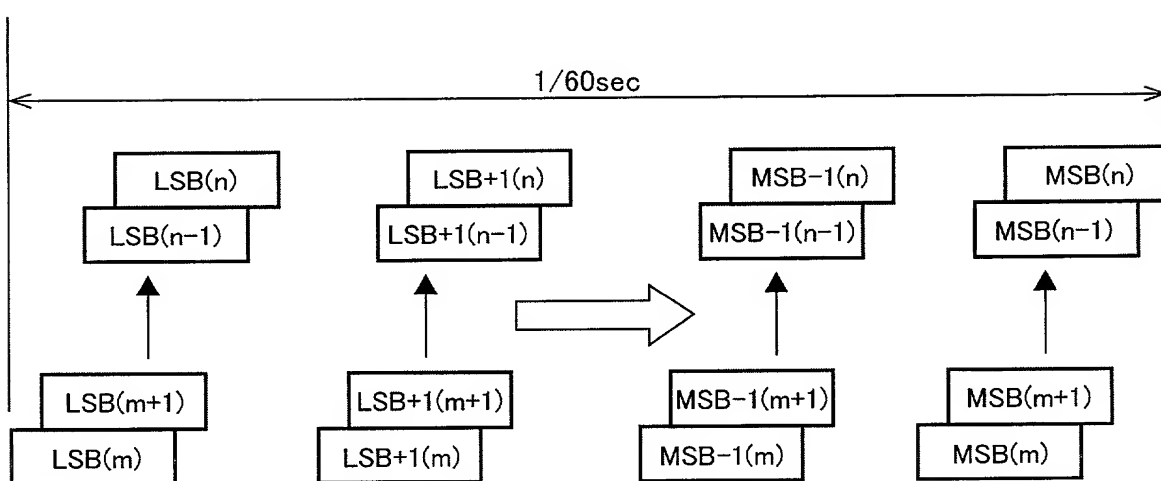 1/60sec
LSB(n)
LSB+1(n)
MSB-1(n)
MSB(n)
LSB(n-1)
LSB+1(n-1)
MSB-1(n-1)
MSB(n-1)
LSB(m+1)
LSB+1(m+1)
MSB-1(m+1)
MSB(m+1)
LSB(m)
LSB+1(m)
MSB-1(m)
MSB(m)